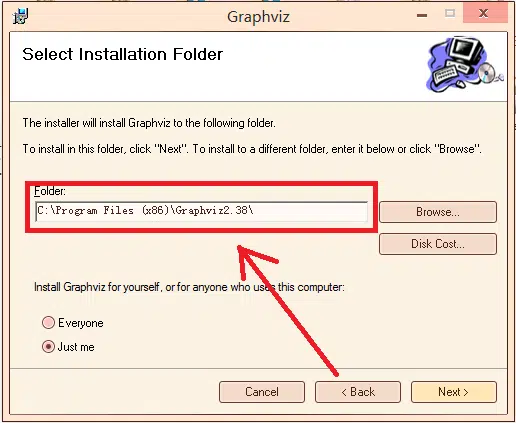 Graphviz
Select Installation Folder
The installer will install Graphviz to the following folder.
To install in this folder, click "Next". To install to a different folder, enter it below or click "Browse".
Folder:
C:\Program Files (x86)\Graphviz2.38\
Browse...
Disk Cost...
Install Graphviz for yourself, or for anyone who uses this computer:
Everyone
Just me
Cancel
< Back
Next >